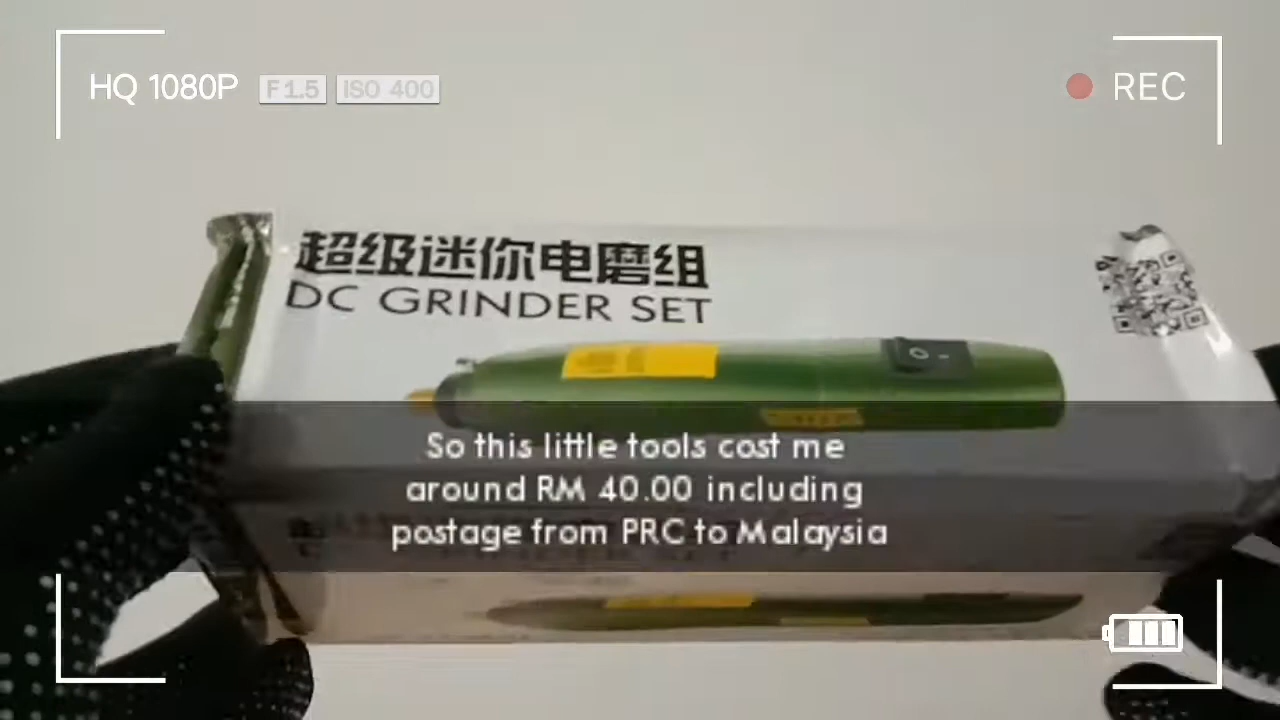 HQ 1080P F 1.5 ISO 400
REC
超级迷你电磨组
DC GRINDER SET
So this little tools cost me
around RM 40.00 including
postage from PRC to Malaysia